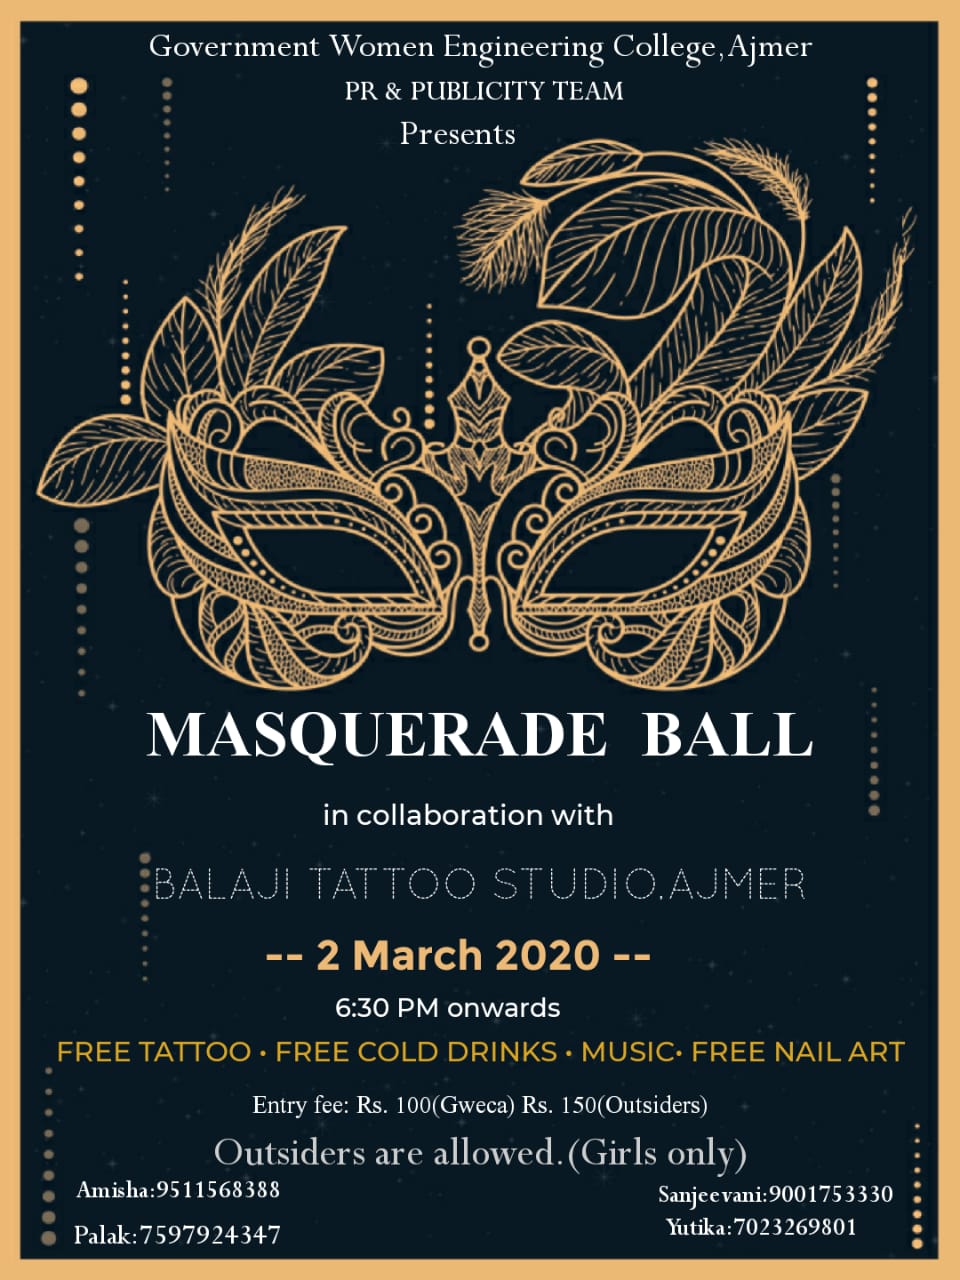 Government Women Engineering College,Ajmer
PR & PUBLICITY TEAM
Presents
MASQUERADE BALL
in collaboration with
BALAJI TATTOO STUDIO,AJMER
-- 2 March 2020 --
6:30 PM onwards
FREE TATTOO • FREE COLD DRINKS • MUSIC• FREE NAIL ART
Entry fee: Rs. 100(Gweca) Rs. 150(Outsiders)
Outsiders are allowed.(Girls only)
Amisha:9511568388
Sanjeevani:9001753330
Palak:7597924347
Yutika:7023269801